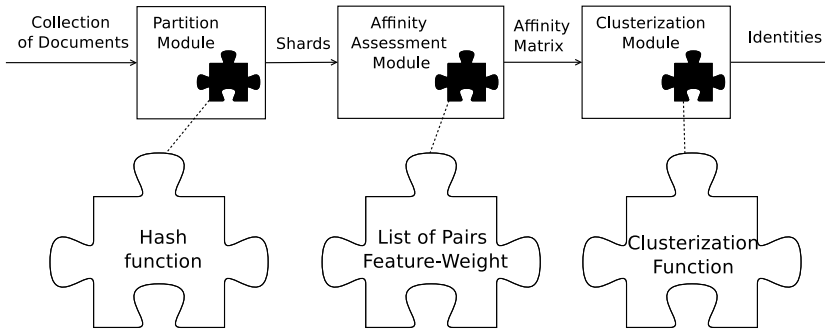 Collection
of Documents
Partition
Module
Shards
Affinity
Assessment
Module
Affinity
Matrix
Clusterization
Module
Identities
Hash
function
List of Pairs
Feature-Weight
Clusterization
Function